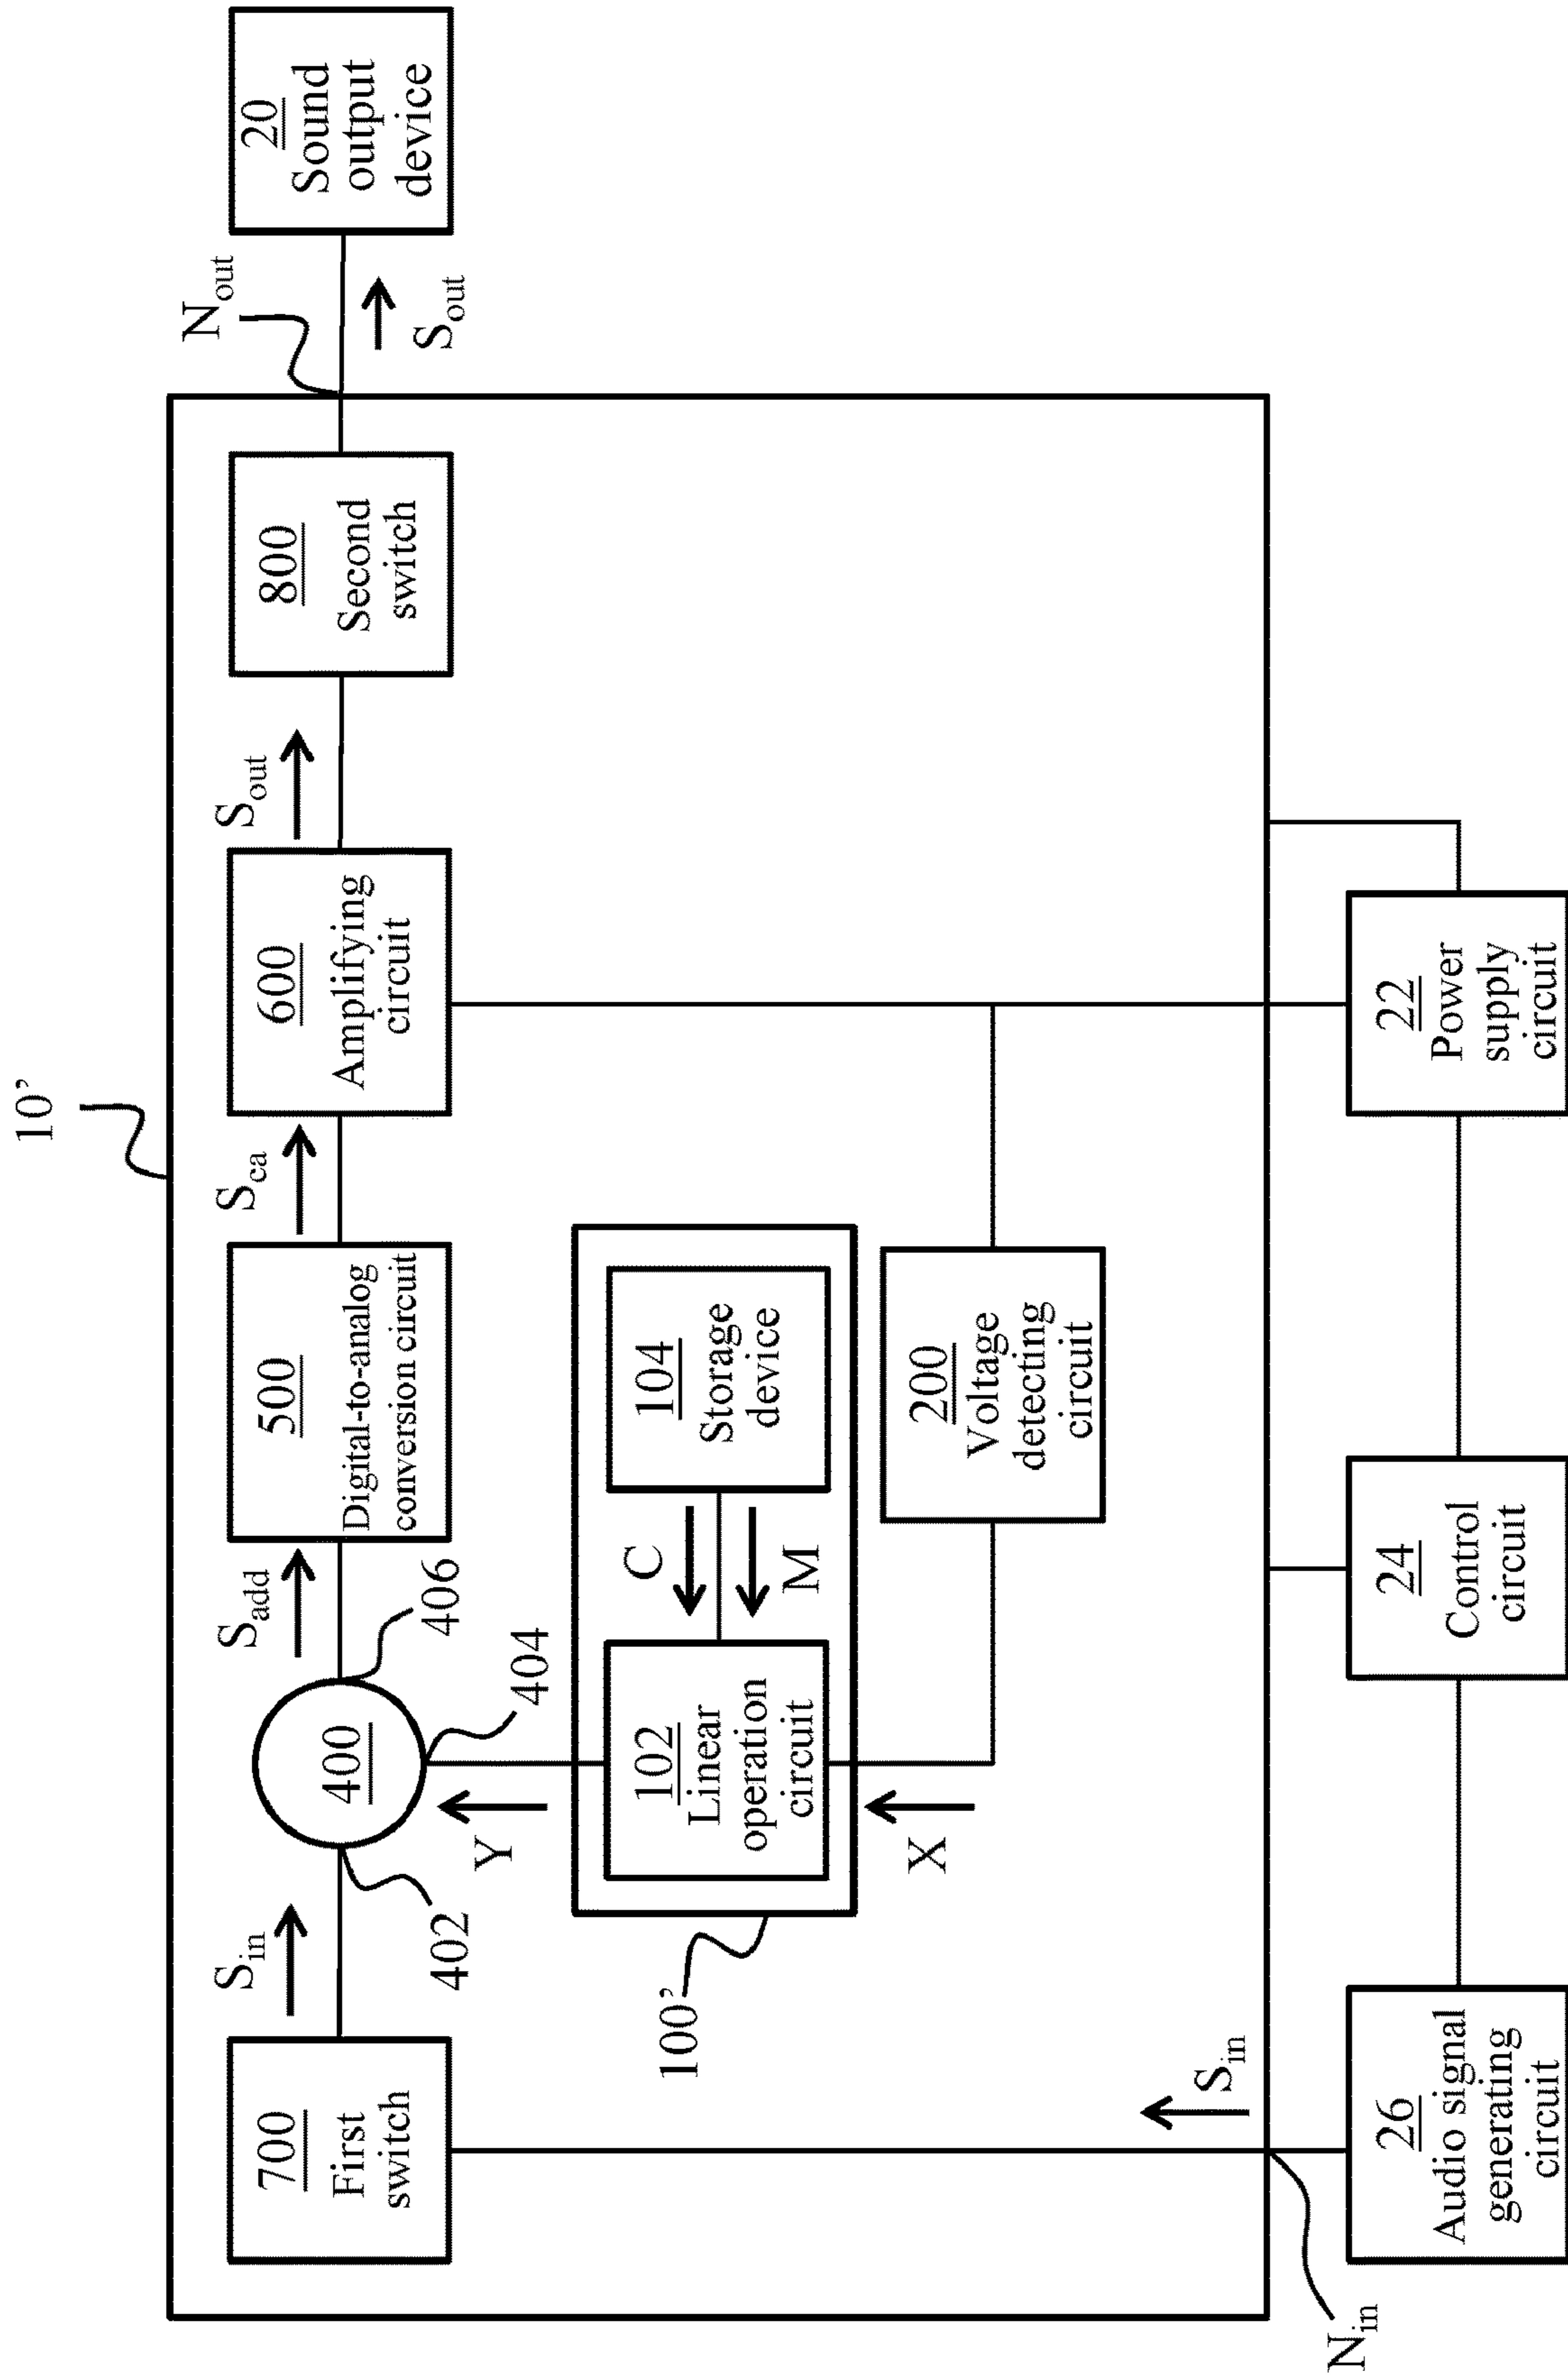 10’
N_out
700
First
switch
S_in
402
400
404
406
S_add
500
Digital-to-analog
conversion circuit
S_ca
600
Amplifying
circuit
S_out
800
Second
switch
S_out
20
Sound
output
device
Y
100’
102
Linear
operation
circuit
C
M
104
Storage
device
X
200
Voltage
detecting
circuit
S_in
N_in
26
Audio signal
generating
circuit
24
Control
circuit
22
Power
supply
circuit